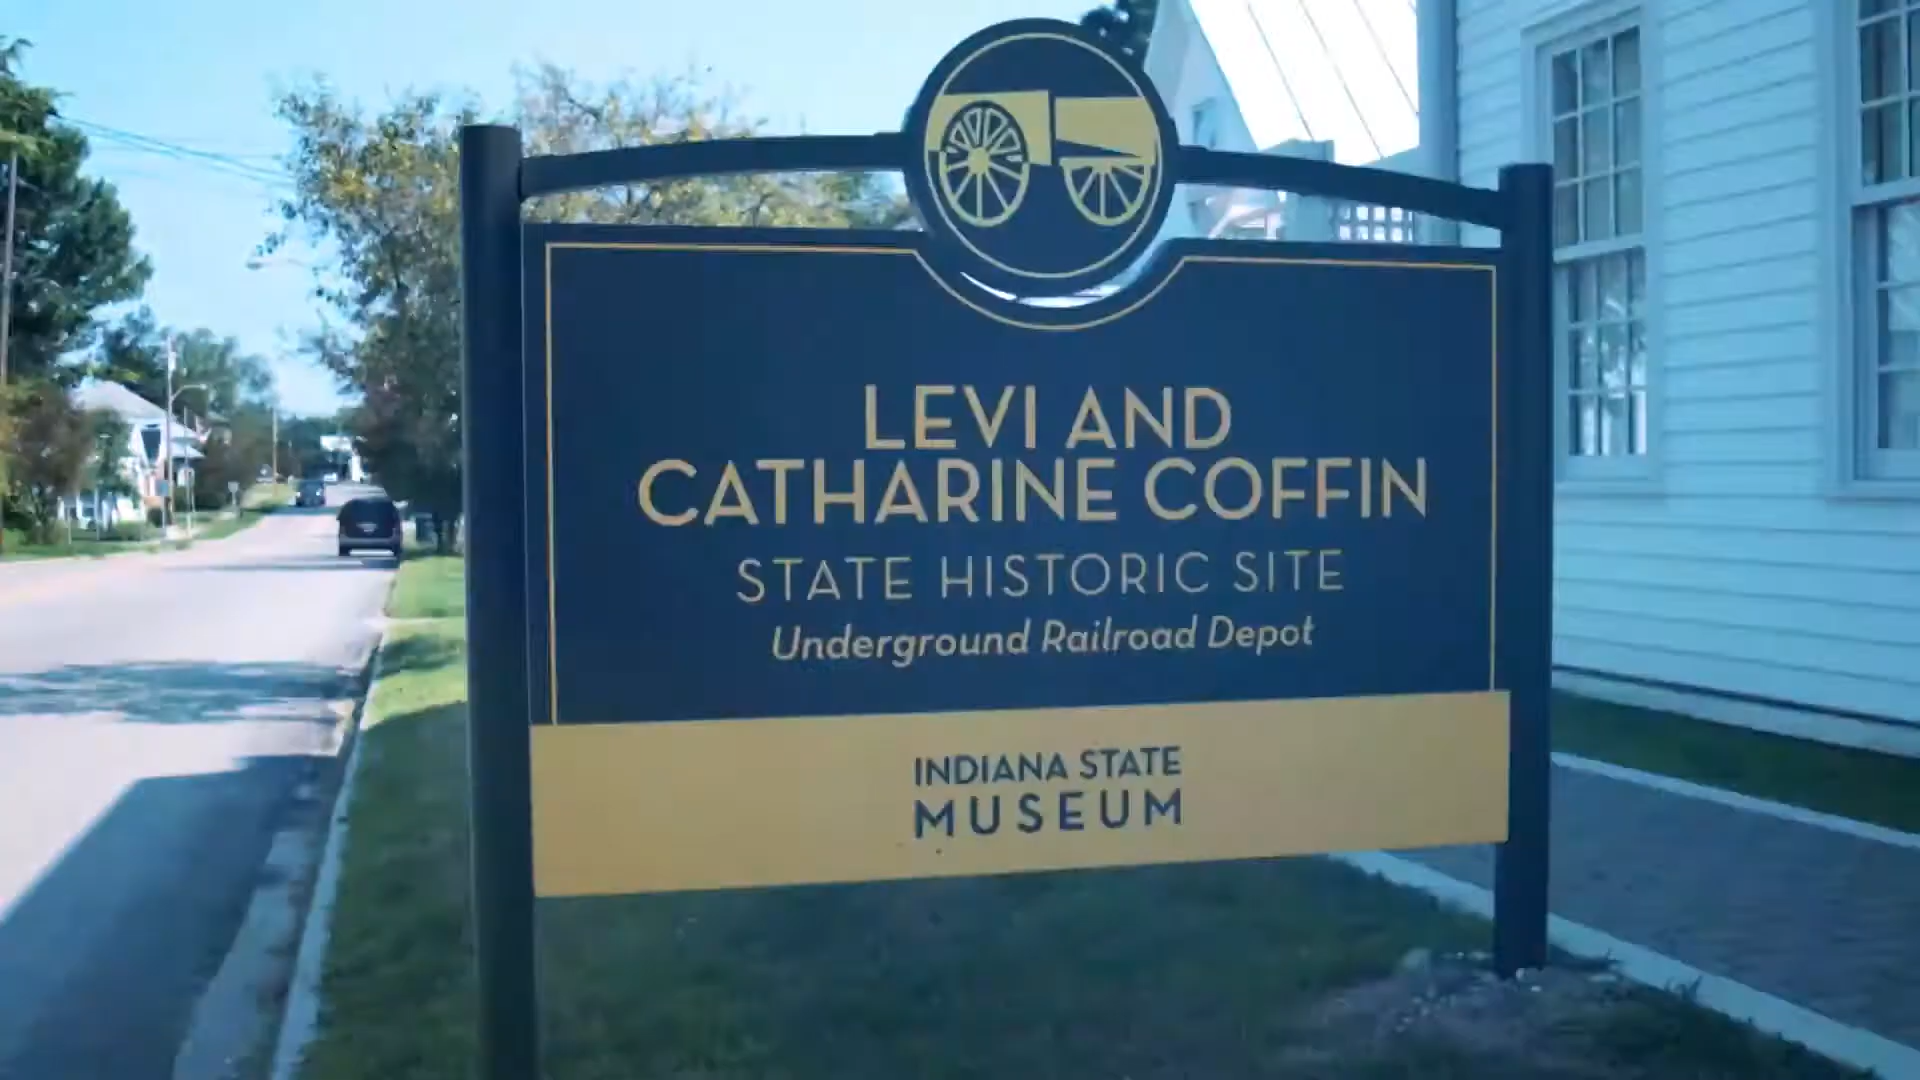 LEVI AND
CATHARINE COFFIN
STATE HISTORIC SITE
Underground Railroad Depot
INDIANA STATE
MUSEUM